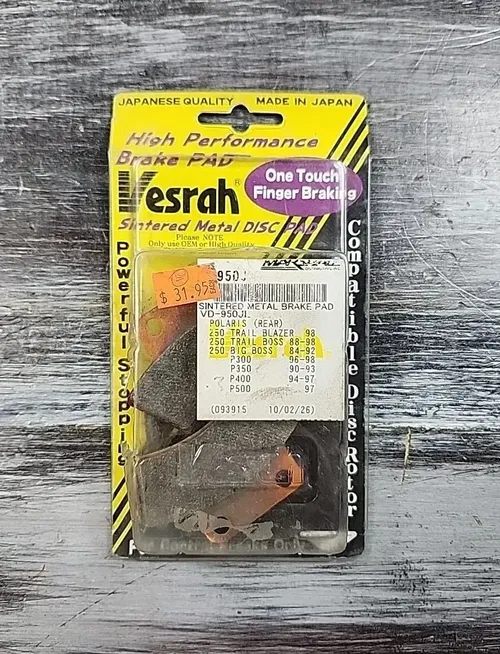 JAPANESE QUALITY MADE IN JAPAN
High Performance
Brake PAD
Vesrah®
One Touch
Finger Braking
Sintered Metal DISC PAD
Please NOTE
Only use OEM or High Quality
Powerful Stopping
Compatible Disc Rotor
$ 31.95
950J
SINTERED METAL BRAKE PAD
VD-950JL
POLARIS (REAR)
250 TRAIL BLAZER 98
250 TRAIL BOSS 88-98
250 BIG BOSS 84-92
P300 96-98
P350 90-93
P400 94-97
P500 97
(093915 10/02/26)
Only